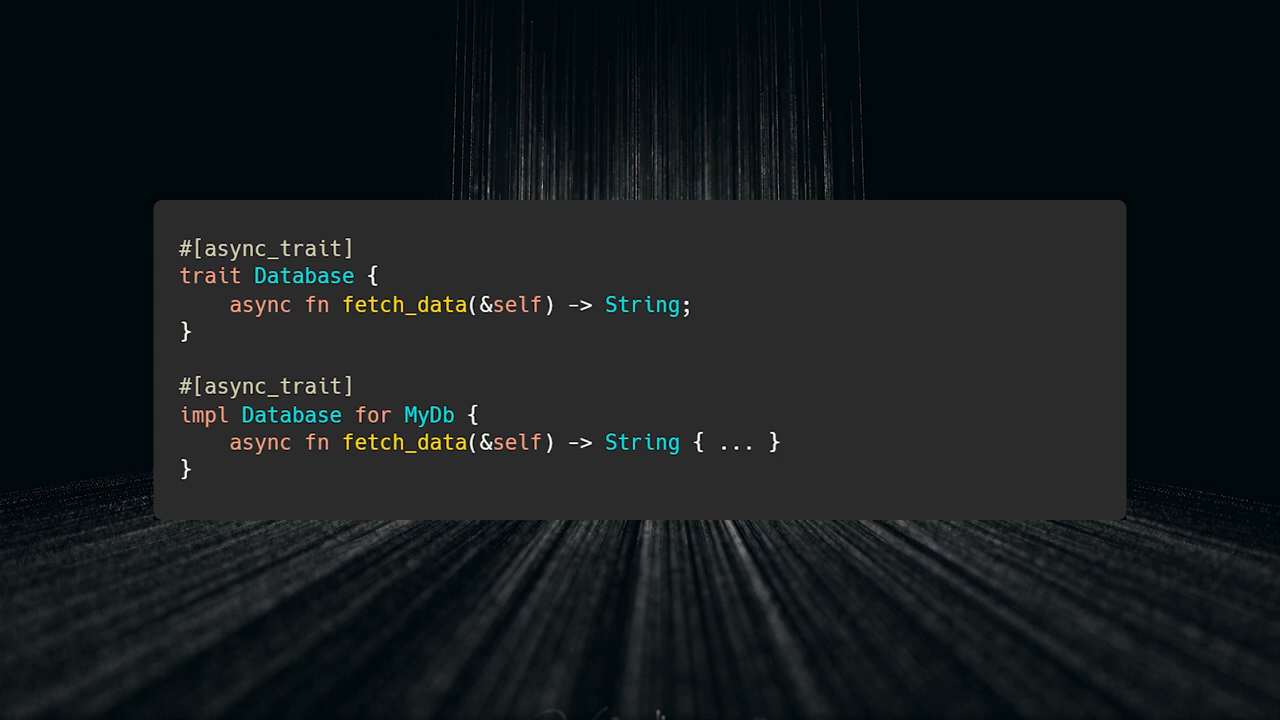 #[async_trait]
trait Database {
    async fn fetch_data(&self) -> String;
}
#[async_trait]
impl Database for MyDb {
    async fn fetch_data(&self) -> String { ... }
}